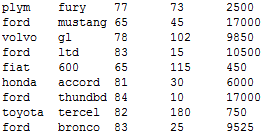 plym fury 77 73 2500
ford mustang 65 45 17000
volvo gl 78 102 9850
ford ltd 83 15 10500
fiat 600 65 115 450
honda accord 81 30 6000
ford thundbd 84 10 17000
toyota tercel 82 180 750
ford bronco 83 25 9525